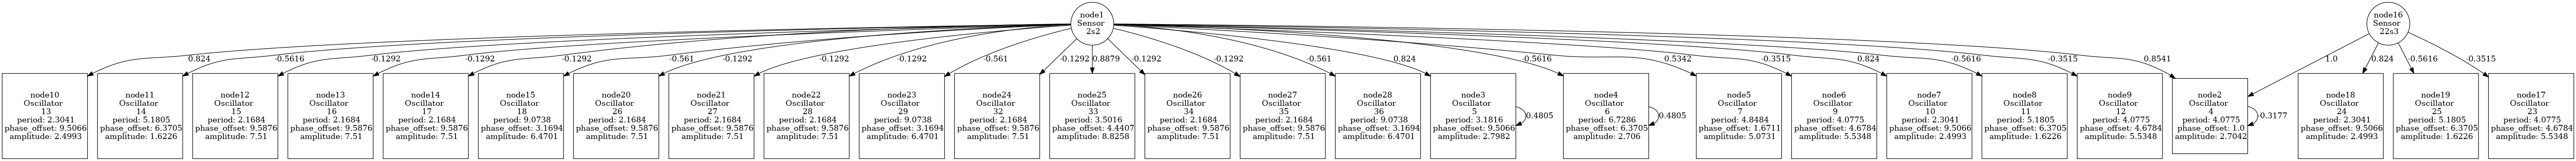 node1
Sensor
2s2
node16
Sensor
22s3
0.824
-0.5616
-0.1292
-0.1292
-0.1292
-0.561
-0.1292
-0.1292
-0.1292
-0.561
-0.1292
0.8879
-0.1292
-0.1292
-0.561
0.824
-0.5616
0.5342
-0.3515
0.824
-0.5616
-0.3515
0.8541
1.0
0.824
-0.5616
-0.3515
node10
Oscillator
13
period: 2.3041
phase_offset: 9.5066
amplitude: 2.4993
node11
Oscillator
14
period: 5.1805
phase_offset: 6.3705
amplitude: 1.6226
node12
Oscillator
15
period: 2.1684
phase_offset: 9.5876
amplitude: 7.51
node13
Oscillator
16
period: 2.1684
phase_offset: 9.5876
amplitude: 7.51
node14
Oscillator
17
period: 2.1684
phase_offset: 9.5876
amplitude: 7.51
node15
Oscillator
18
period: 9.0738
phase_offset: 3.1694
amplitude: 6.4701
node20
Oscillator
26
period: 2.1684
phase_offset: 9.5876
amplitude: 7.51
node21
Oscillator
27
period: 2.1684
phase_offset: 9.5876
amplitude: 7.51
node22
Oscillator
28
period: 2.1684
phase_offset: 9.5876
amplitude: 7.51
node23
Oscillator
29
period: 9.0738
phase_offset: 3.1694
amplitude: 6.4701
node24
Oscillator
32
period: 2.1684
phase_offset: 9.5876
amplitude: 7.51
node25
Oscillator
33
period: 3.5016
phase_offset: 4.4407
amplitude: 8.8258
node26
Oscillator
34
period: 2.1684
phase_offset: 9.5876
amplitude: 7.51
node27
Oscillator
35
period: 2.1684
phase_offset: 9.5876
amplitude: 7.51
node28
Oscillator
36
period: 9.0738
phase_offset: 3.1694
amplitude: 6.4701
node3
Oscillator
5
period: 3.1816
phase_offset: 9.5066
amplitude: 2.7982
0.4805
node4
Oscillator
6
period: 6.7286
phase_offset: 6.3705
amplitude: 2.706
0.4805
node5
Oscillator
7
period: 4.8484
phase_offset: 1.6711
amplitude: 5.0731
node6
Oscillator
9
period: 4.0775
phase_offset: 4.6784
amplitude: 5.5348
node7
Oscillator
10
period: 2.3041
phase_offset: 9.5066
amplitude: 2.4993
node8
Oscillator
11
period: 5.1805
phase_offset: 6.3705
amplitude: 1.6226
node9
Oscillator
12
period: 4.0775
phase_offset: 4.6784
amplitude: 5.5348
node2
Oscillator
4
period: 4.0775
phase_offset: 1.0
amplitude: 2.7042
-0.3177
node18
Oscillator
24
period: 2.3041
phase_offset: 9.5066
amplitude: 2.4993
node19
Oscillator
25
period: 5.1805
phase_offset: 6.3705
amplitude: 1.6226
node17
Oscillator
23
period: 4.0775
phase_offset: 4.6784
amplitude: 5.5348